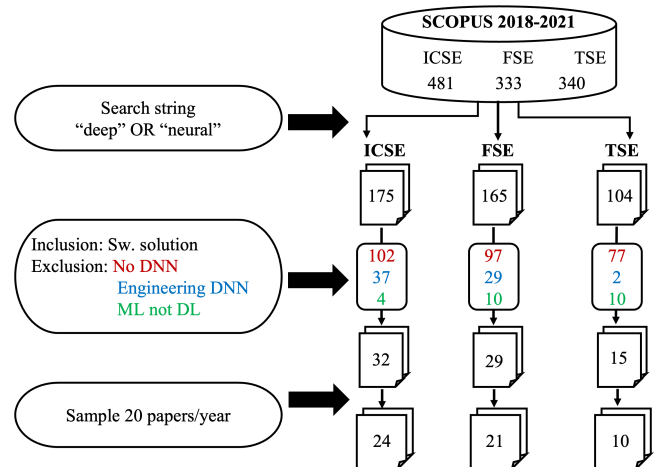 SCOPUS 2018-2021
ICSE FSE TSE
481 333 340
Search string
“deep” OR “neural”
ICSE FSE TSE
175 165 104
Inclusion: Sw. solution
Exclusion: No DNN
Engineering DNN
ML not DL
102 97 77
37 29 2
4 10 10
32 29 15
Sample 20 papers/year
24 21 10